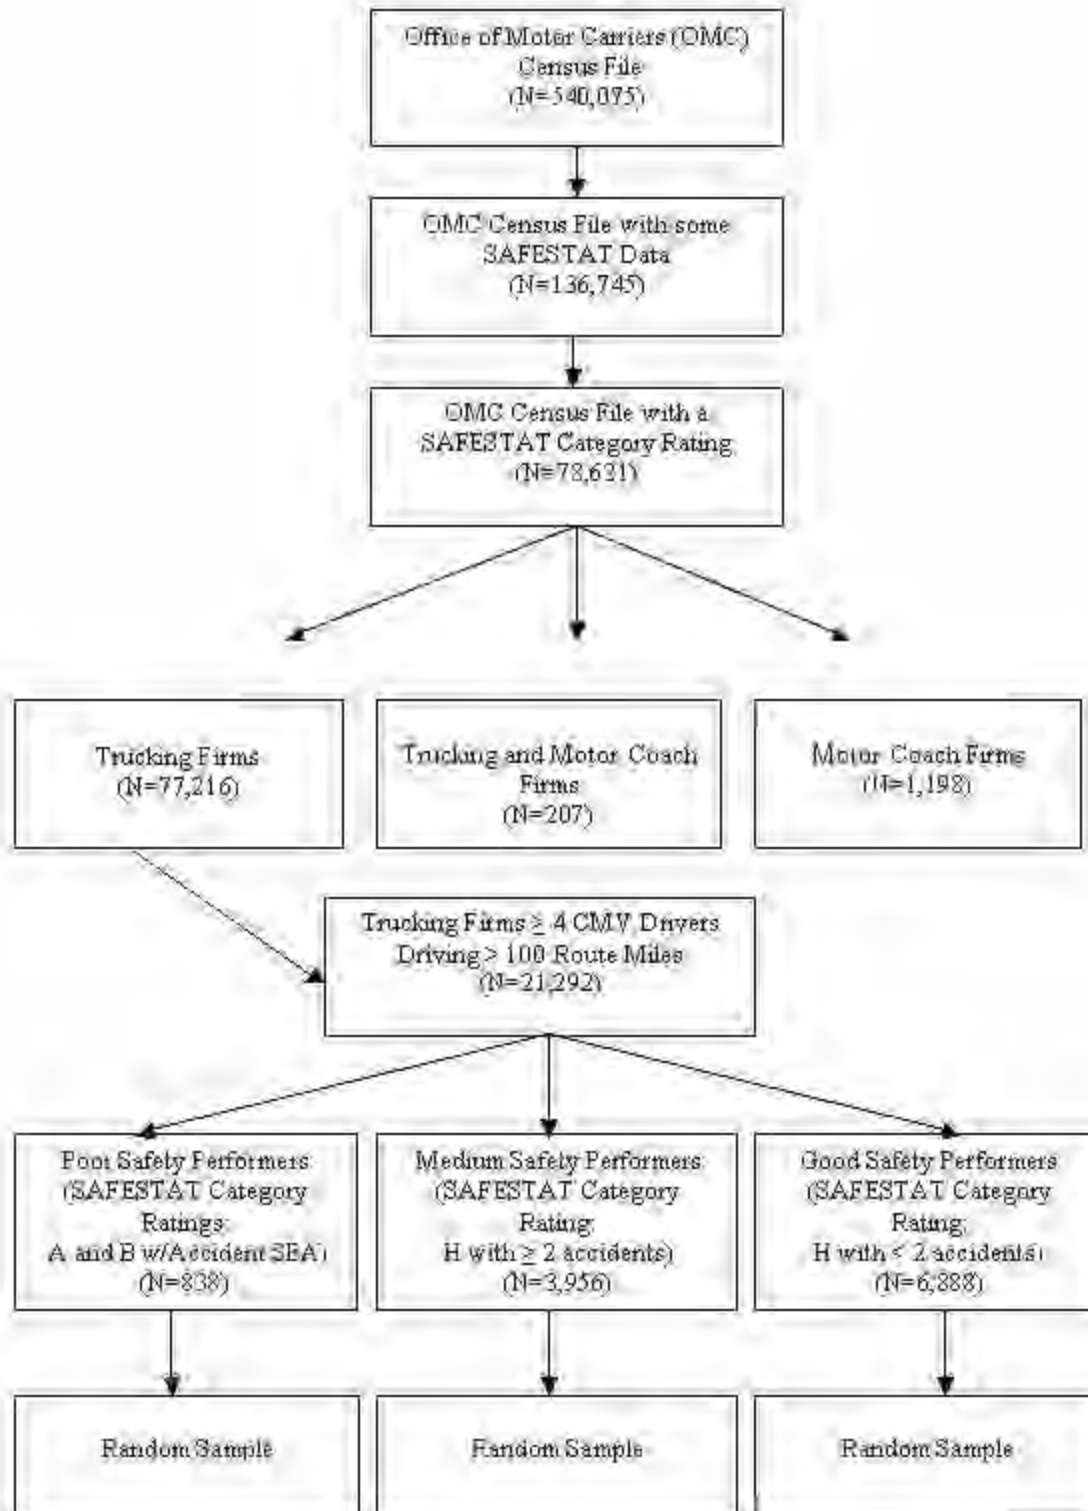 Office of Motor Carriers (OMC)
Census File
(N=540,075)
OMC Census File with some
SAFESTAT Data
(N=136,745)
OMC Census File with a
SAFESTAT Category Rating
(N=78,621)
Trucking Firms
(N=77,216)
Trucking and Motor Coach
Firms
(N=207)
Motor Coach Firms
(N=1,198)
Trucking Firms ≥ 4 CMV Drivers
Driving > 100 Route Miles
(N=21,292)
Poor Safety Performers
(SAFESTAT Category
Ratings:
A and B w/Accident SEA)
(N=838)
Medium Safety Performers
(SAFESTAT Category
Rating:
H with ≥ 2 accidents)
(N=3,956)
Good Safety Performers
(SAFESTAT Category
Rating:
H with < 2 accidents)
(N=6,888)
Random Sample
Random Sample
Random Sample